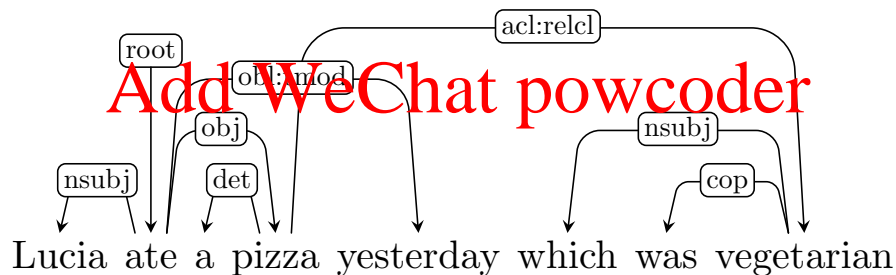 acl:relcl
root
obl:tmod
Add WeChat powcoder
obj
nsubj
nsubj
det
cop
Lucia ate a pizza yesterday which was vegetarian